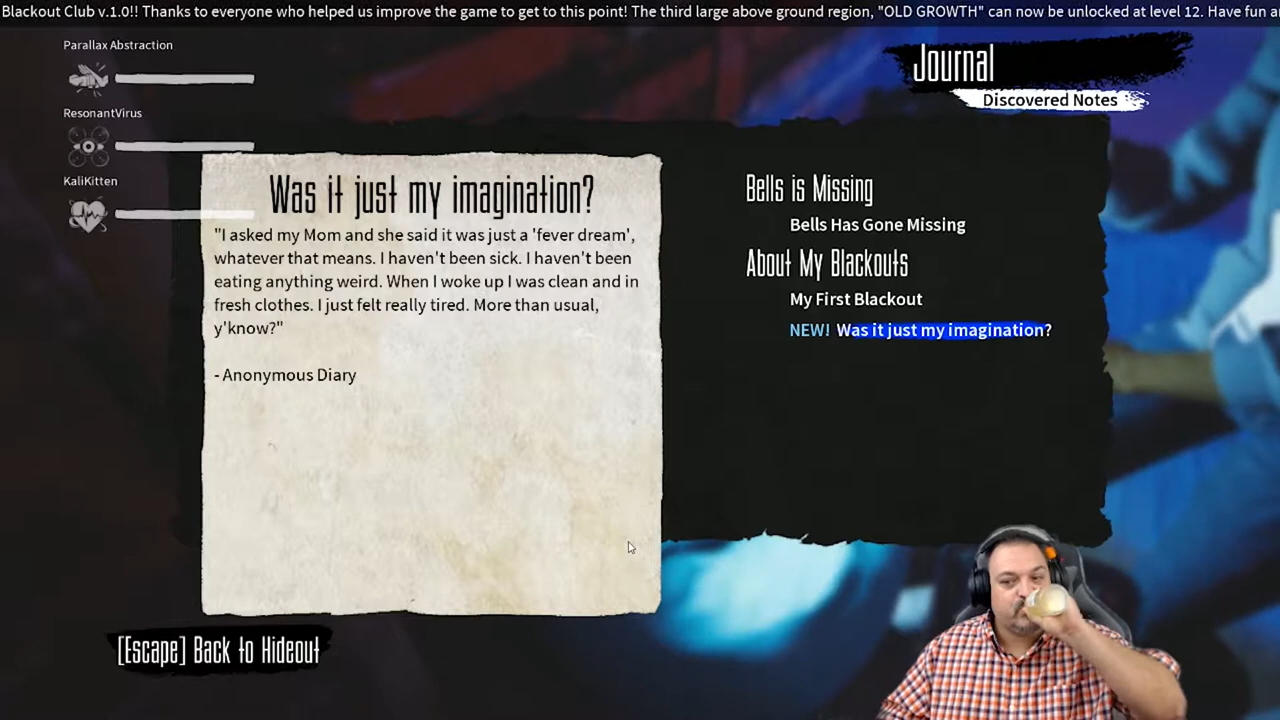 Blackout Club v.1.0!! Thanks to everyone who helped us improve the game to get to this point! The third large above ground region, "OLD GROWTH" can now be unlocked at level 12. Have fun a
Parallax Abstraction
Journal
Discovered Notes
ResonantVirus
KaliKitten
Was it just my imagination?
"I asked my Mom and she said it was just a 'fever dream',
whatever that means. I haven't been sick. I haven't been
eating anything weird. When I woke up I was clean and in
fresh clothes. I just felt really tired. More than usual,
y'know?"
- Anonymous Diary
Bells is Missing
Bells Has Gone Missing
About My Blackouts
My First Blackout
NEW! Was it just my imagination?
[Escape] Back to Hideout